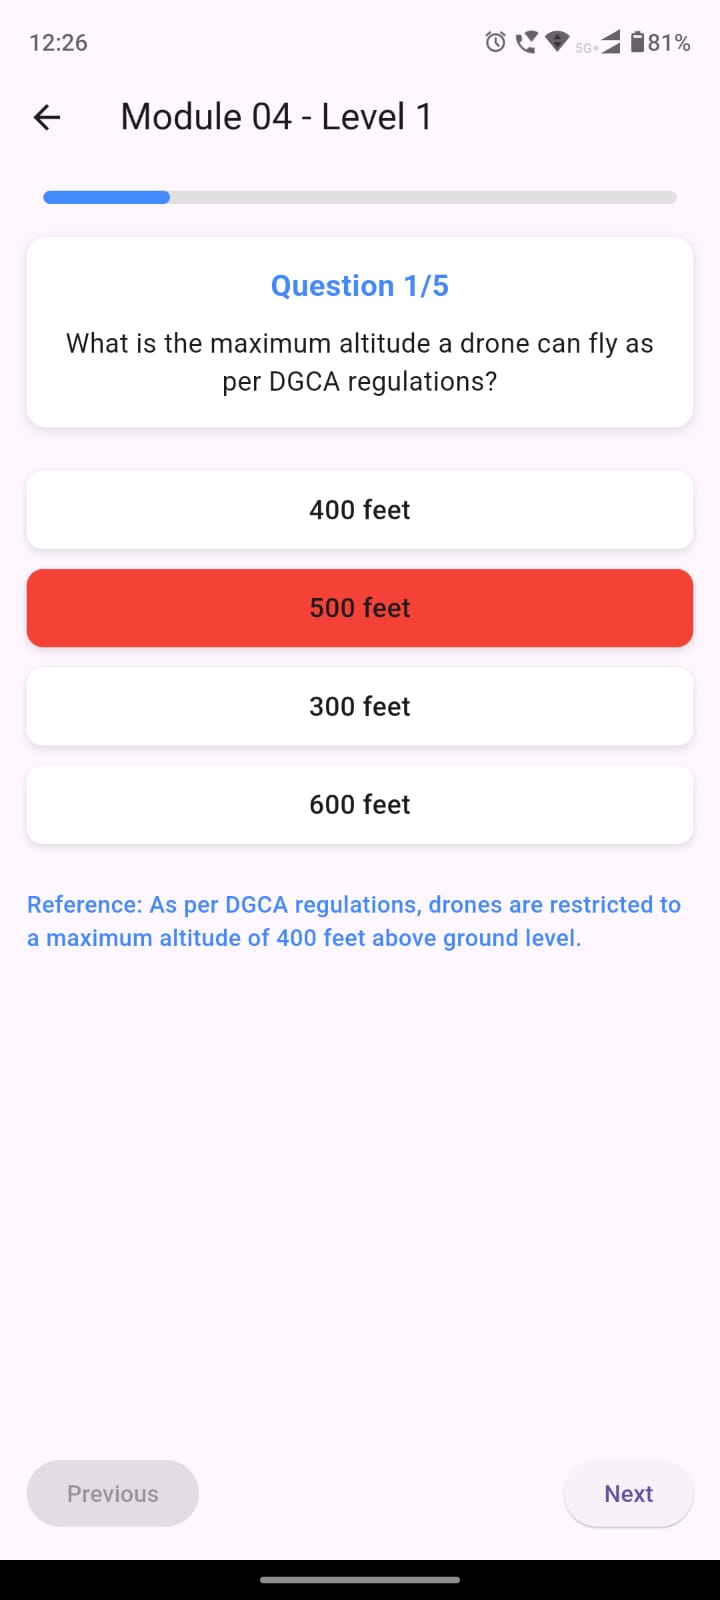 12:26
5G+ 81%
Module 04 - Level 1
Question 1/5
What is the maximum altitude a drone can fly as
per DGCA regulations?
400 feet
500 feet
300 feet
600 feet
Reference: As per DGCA regulations, drones are restricted to
a maximum altitude of 400 feet above ground level.
Previous
Next